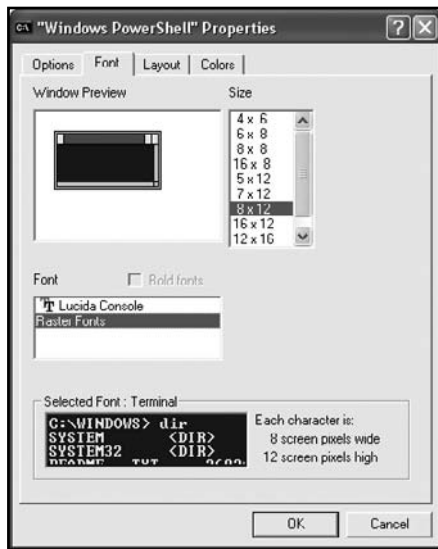 C:\ "Windows PowerShell" Properties
Options Font Layout Colors
Window Preview Size
4 x 6
6 x 8
8 x 8
16 x 8
5 x 12
7 x 12
8 x 12
16 x 12
12 x 16
Font Bold fonts
Lucida Console
Raster Fonts
Selected Font : Terminal
C:\WINDOWS> dir
SYSTEM <DIR>
SYSTEM32 <DIR>
README TXT
Each character is:
8 screen pixels wide
12 screen pixels high
OK Cancel